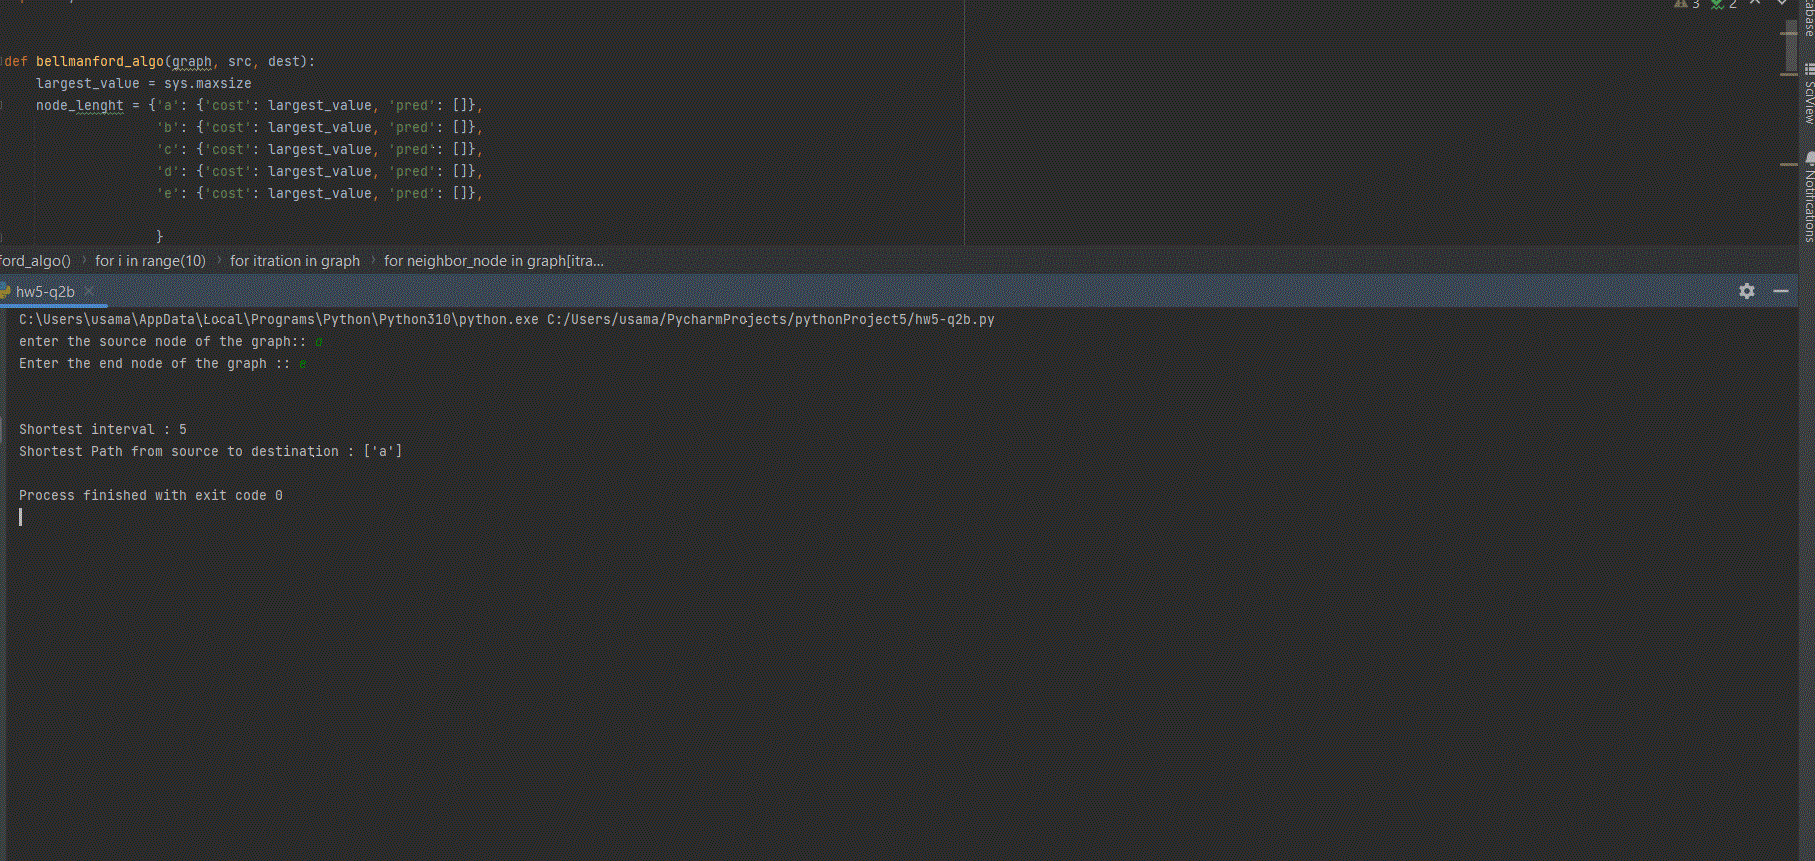 3 2
def bellmanford_algo(graph, src, dest):
largest_value = sys.maxsize
node_lenght = {'a': {'cost': largest_value, 'pred': []},
'b': {'cost': largest_value, 'pred': []},
'c': {'cost': largest_value, 'pred': []},
'd': {'cost': largest_value, 'pred': []},
'e': {'cost': largest_value, 'pred': []},
}
ford_algo() › for i in range(10) › for itration in graph › for neighbor_node in graph[itra...
hw5-q2b
C:\Users\usama\AppData\Local\Programs\Python\Python310\python.exe C:/Users/usama/PycharmProjects/pythonProject5/hw5-q2b.py
enter the source node of the graph:: a
Enter the end node of the graph :: e
Shortest interval : 5
Shortest Path from source to destination : ['a']
Process finished with exit code 0
abase
SciView
Notifications